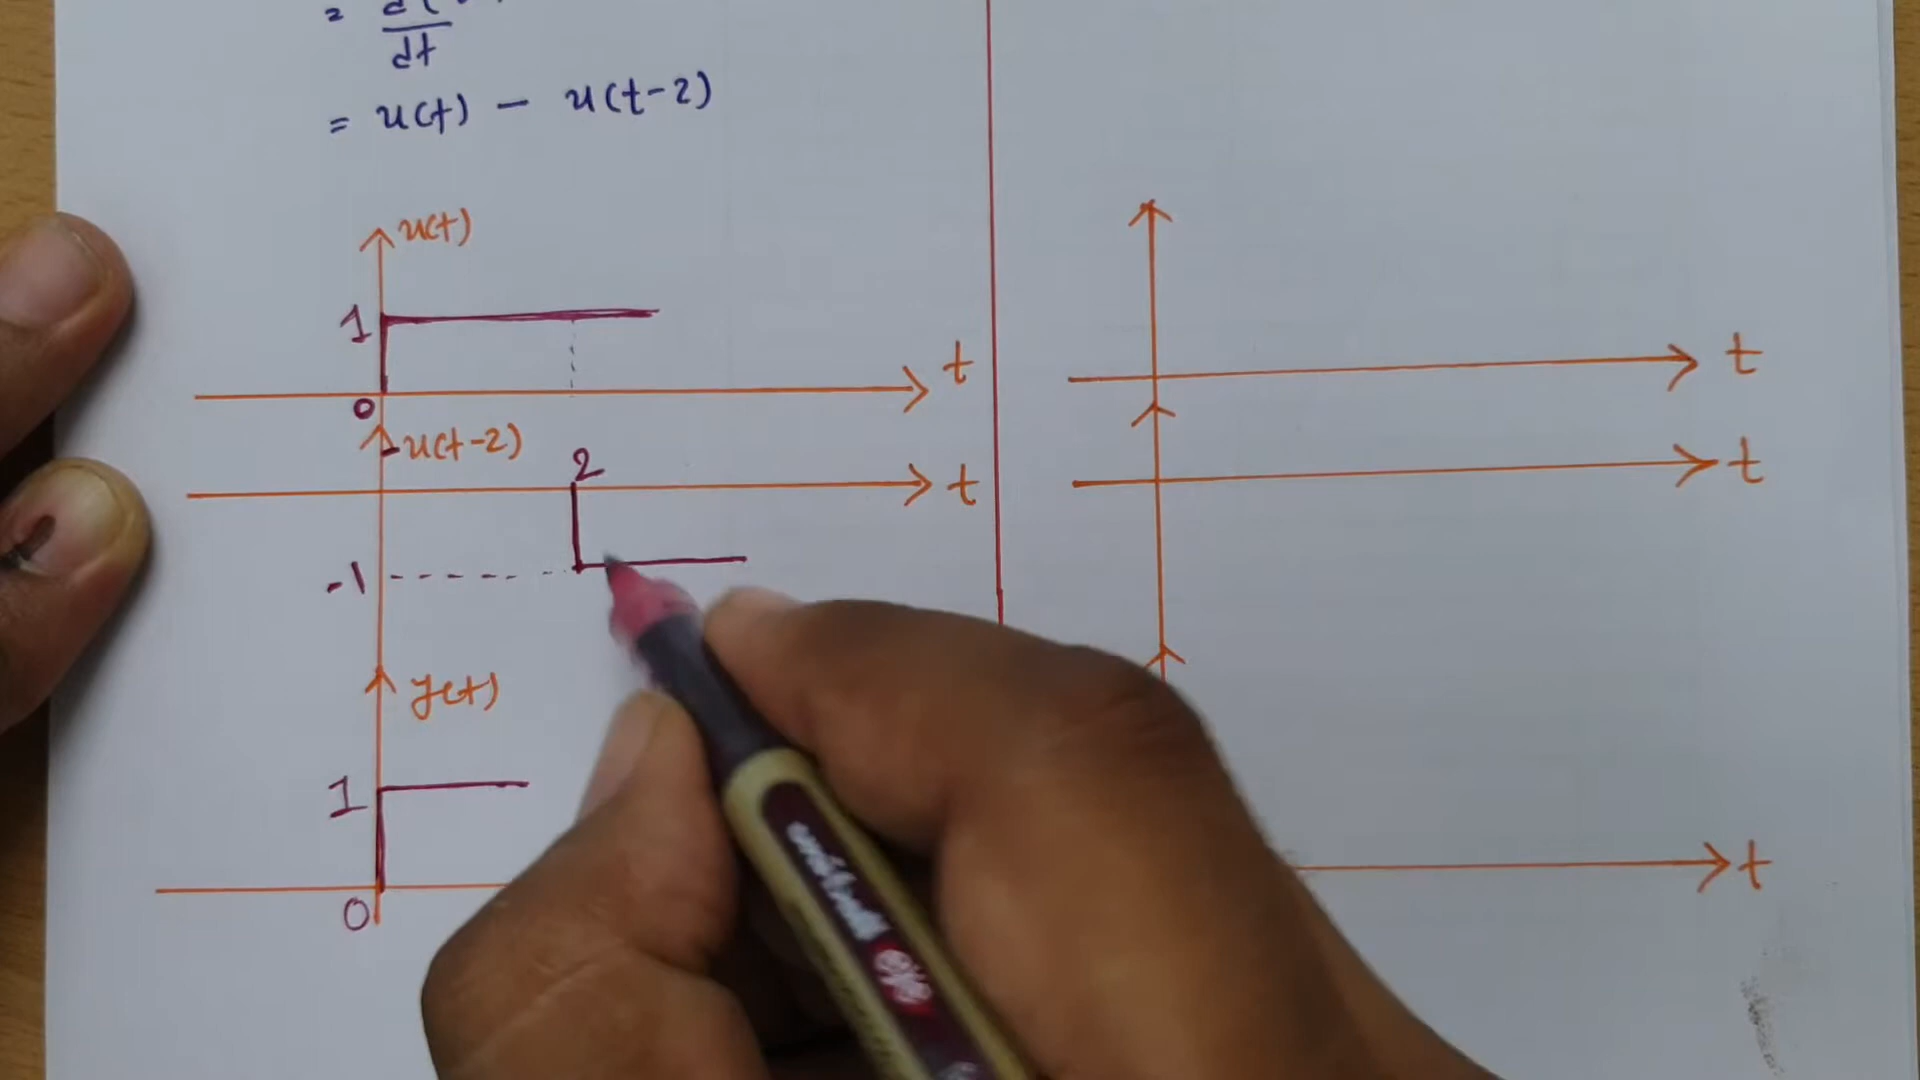 = d(
dt
= u(t) - u(t-2)
u(t)
1
t
0
-u(t-2)
2
t
-1
y(t)
1
0
t
t
t